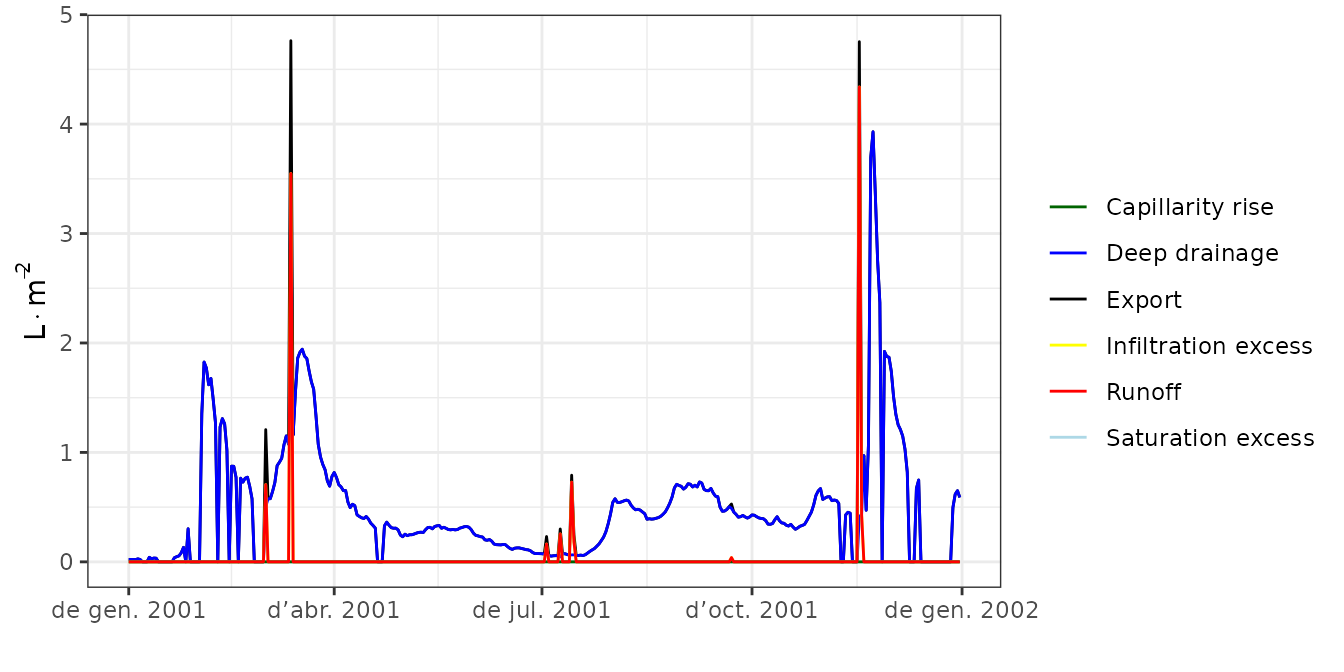 5
4
3
2
1
0
L · m⁻²
de gen. 2001
d’abr. 2001
de jul. 2001
d’oct. 2001
de gen. 2002
Capillarity rise
Deep drainage
Export
Infiltration excess
Runoff
Saturation excess